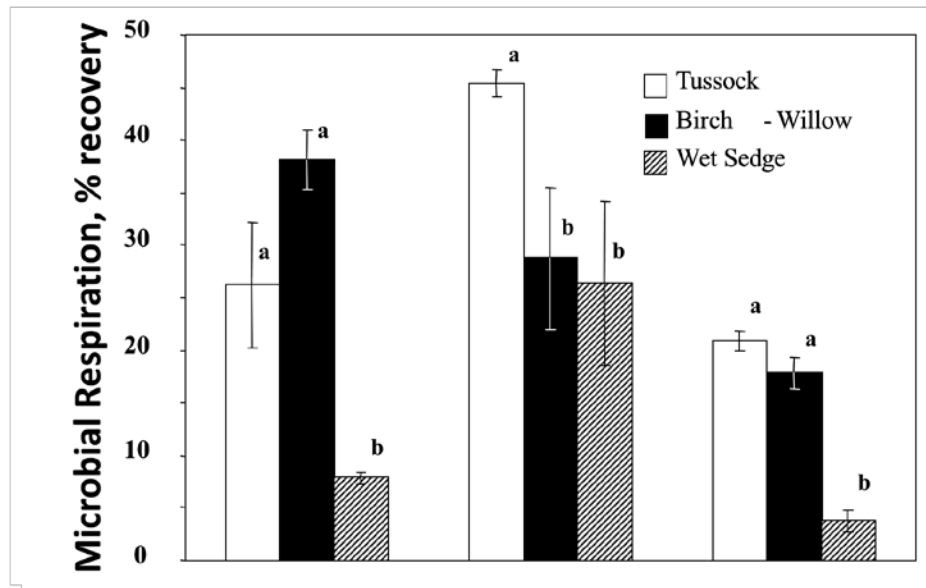 Microbial Respiration, % recovery
50
40
30
20
10
0
Tussock
Birch - Willow
Wet Sedge
a
a
b
a
b
b
a
a
b